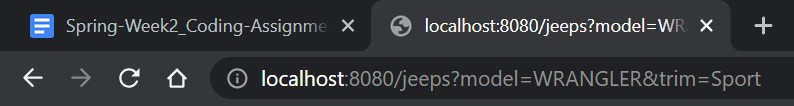 Spring-Week2_Coding-Assignme
localhost:8080/jeeps?model=WR
localhost:8080/jeeps?model=WRANGLER&trim=Sport